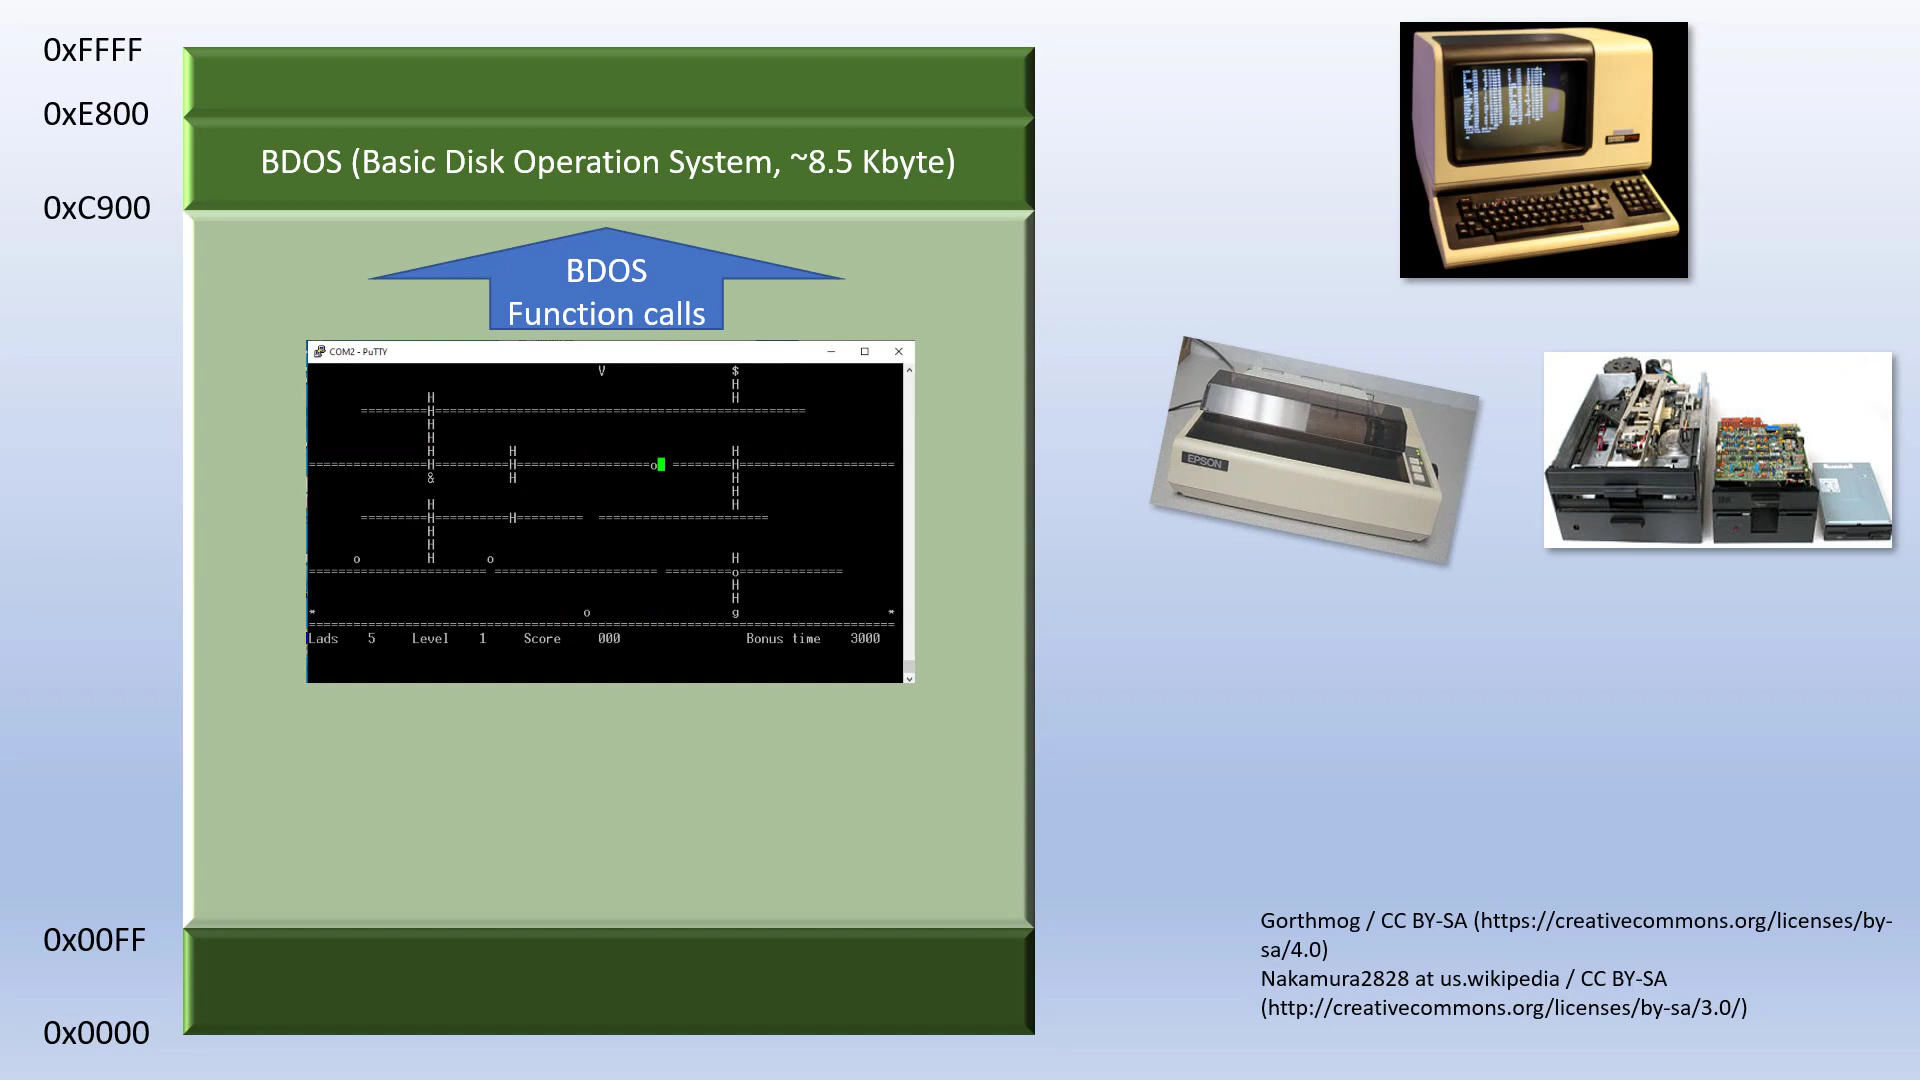 0xFFFF
0xE800
BDOS (Basic Disk Operation System, ~8.5 Kbyte)
0xC900
BDOS
Function calls
COM2 - PuTTY
V $
H
H H
=========H==================================================
H
H
H H H
=================H==========H==================o ========H=====================
& H H
H
H H
=========H==========H========= =======================
H
H
o H o H
======================== ====================== =========o==============
H
H
* o g *
===============================================================================
Lads 5 Level 1 Score 000 Bonus time 3000
EPSON
0x00FF
0x0000
Gorthmog / CC BY-SA (https://creativecommons.org/licenses/by-
sa/4.0)
Nakamura2828 at us.wikipedia / CC BY-SA
(http://creativecommons.org/licenses/by-sa/3.0/)